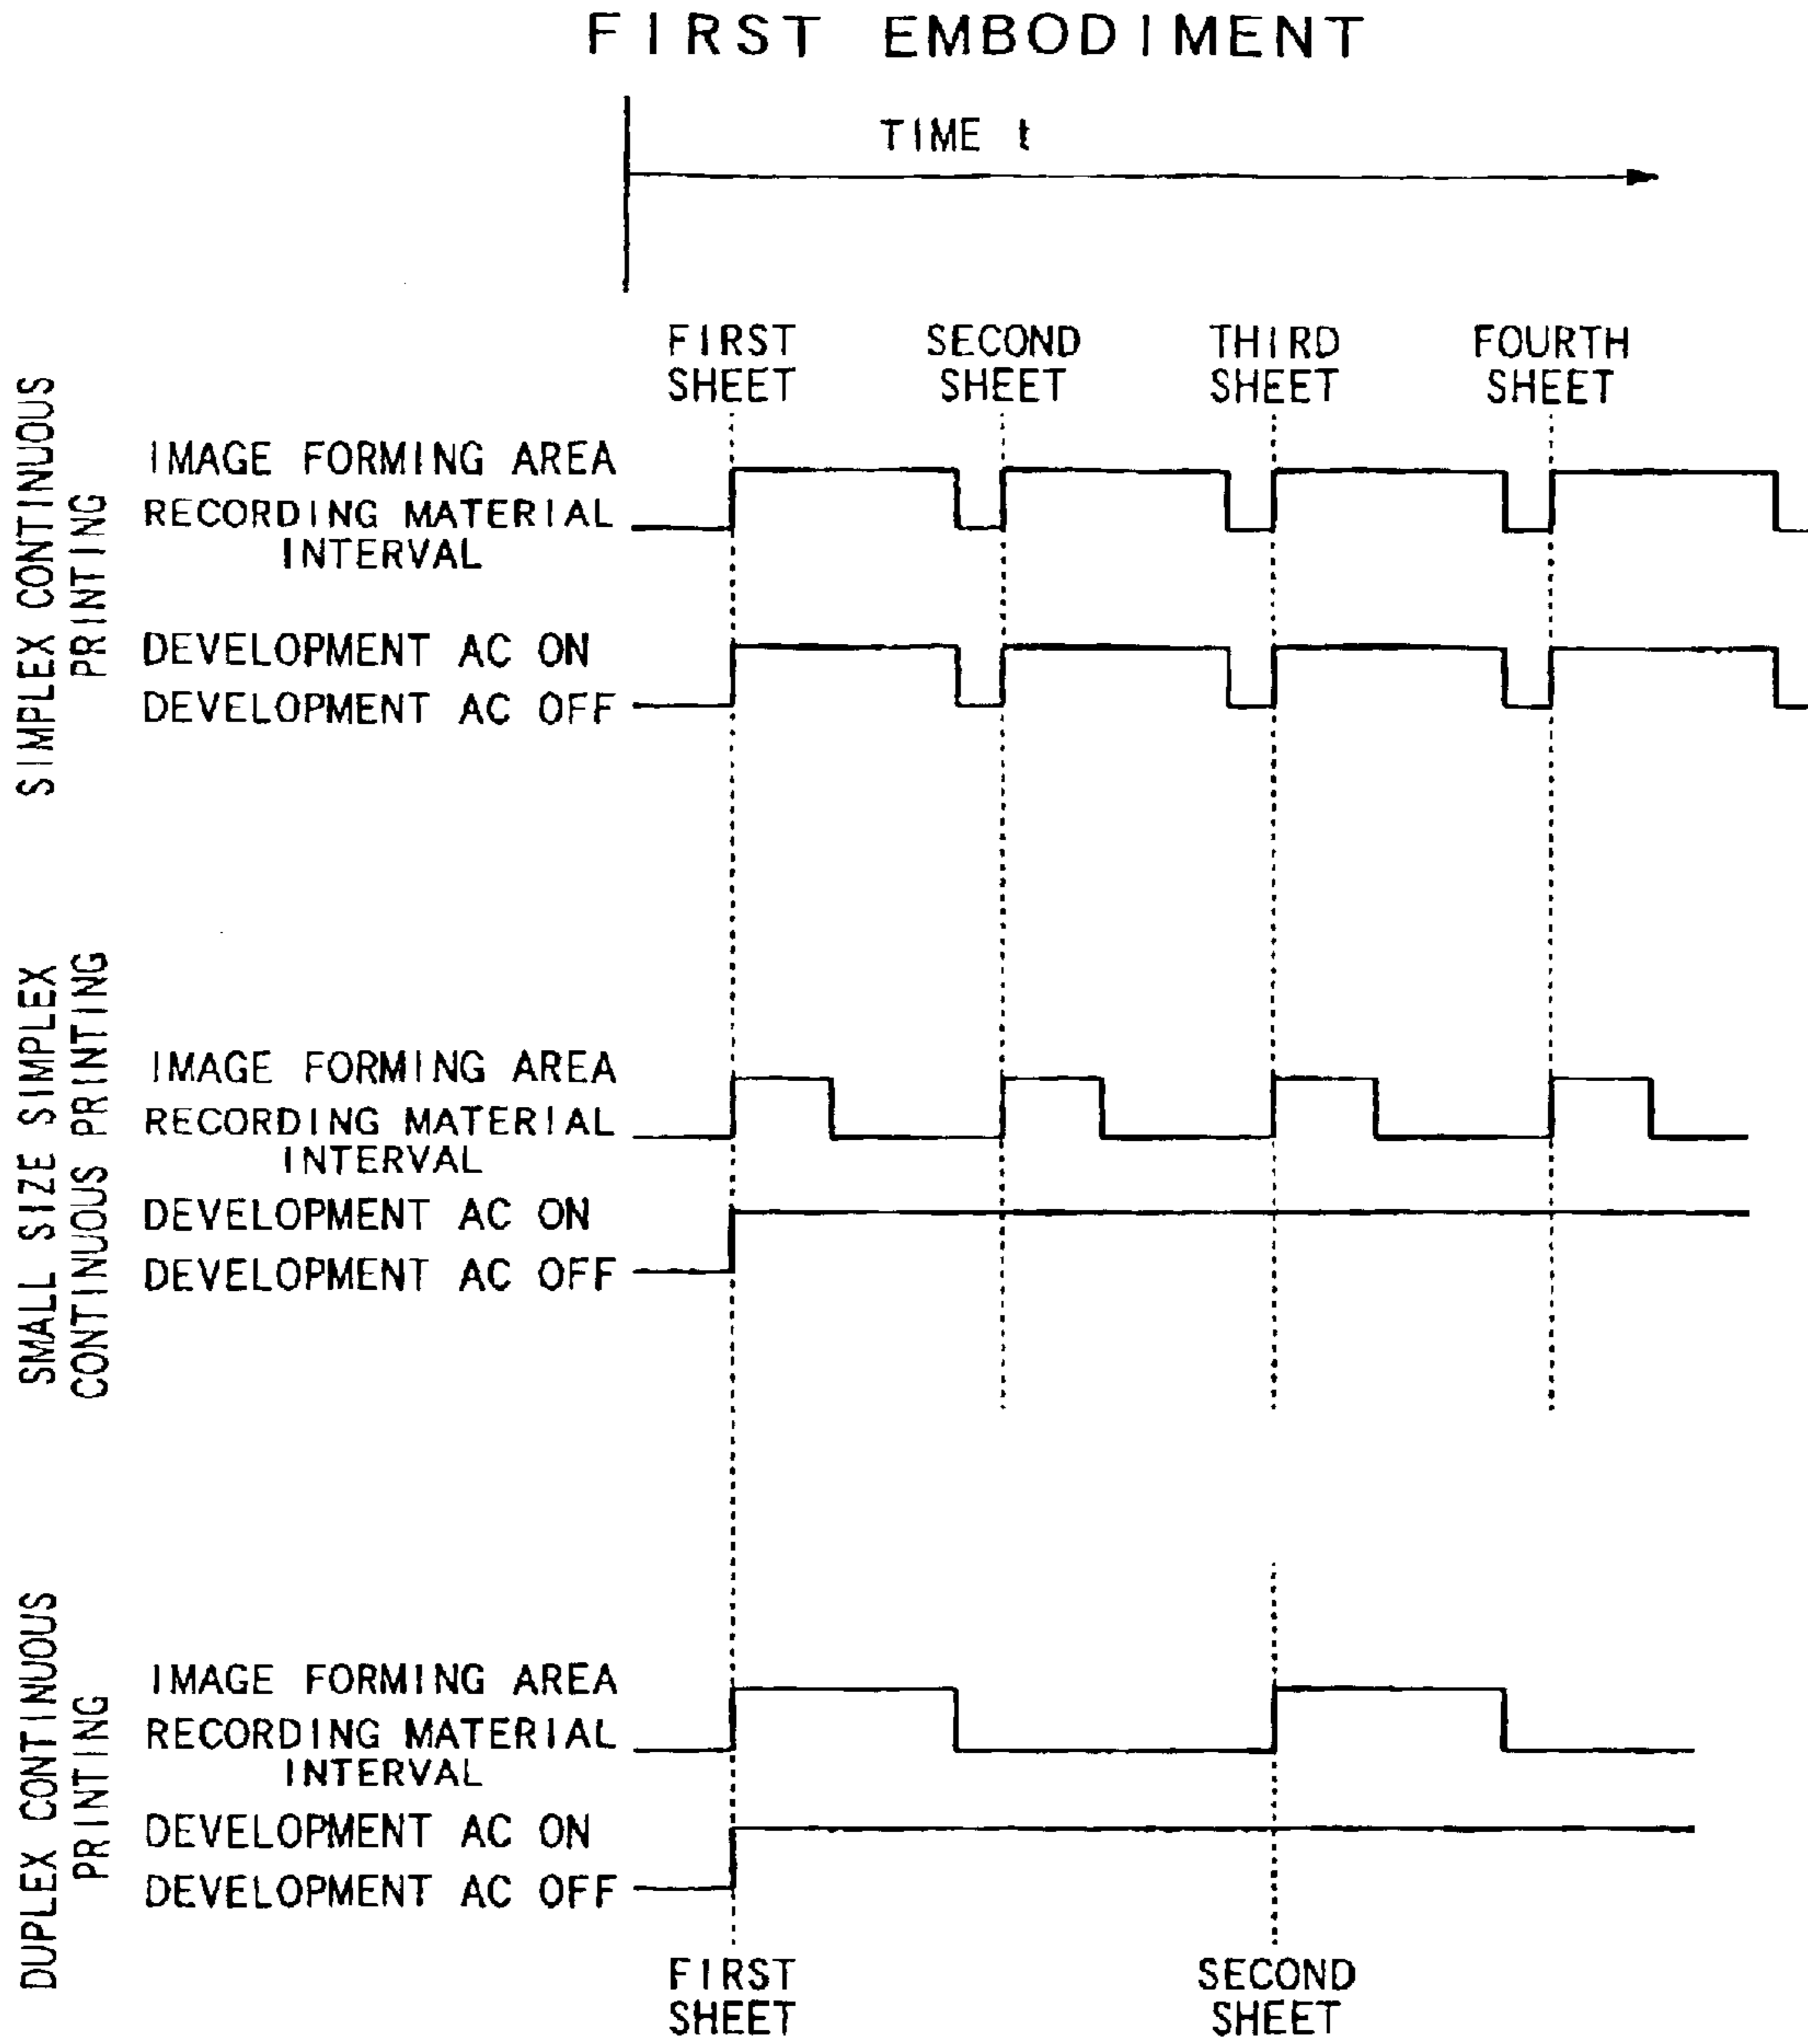 FIRST EMBODIMENT
TIME t
FIRST SHEET
SECOND SHEET
THIRD SHEET
FOURTH SHEET
SIMPLEX CONTINUOUS
PRINTING
IMAGE FORMING AREA
RECORDING MATERIAL
INTERVAL
DEVELOPMENT AC ON
DEVELOPMENT AC OFF
SMALL SIZE SIMPLEX
CONTINUOUS PRINTING
IMAGE FORMING AREA
RECORDING MATERIAL
INTERVAL
DEVELOPMENT AC ON
DEVELOPMENT AC OFF
DUPLEX CONTINUOUS
PRINTING
IMAGE FORMING AREA
RECORDING MATERIAL
INTERVAL
DEVELOPMENT AC ON
DEVELOPMENT AC OFF
FIRST SHEET
SECOND SHEET